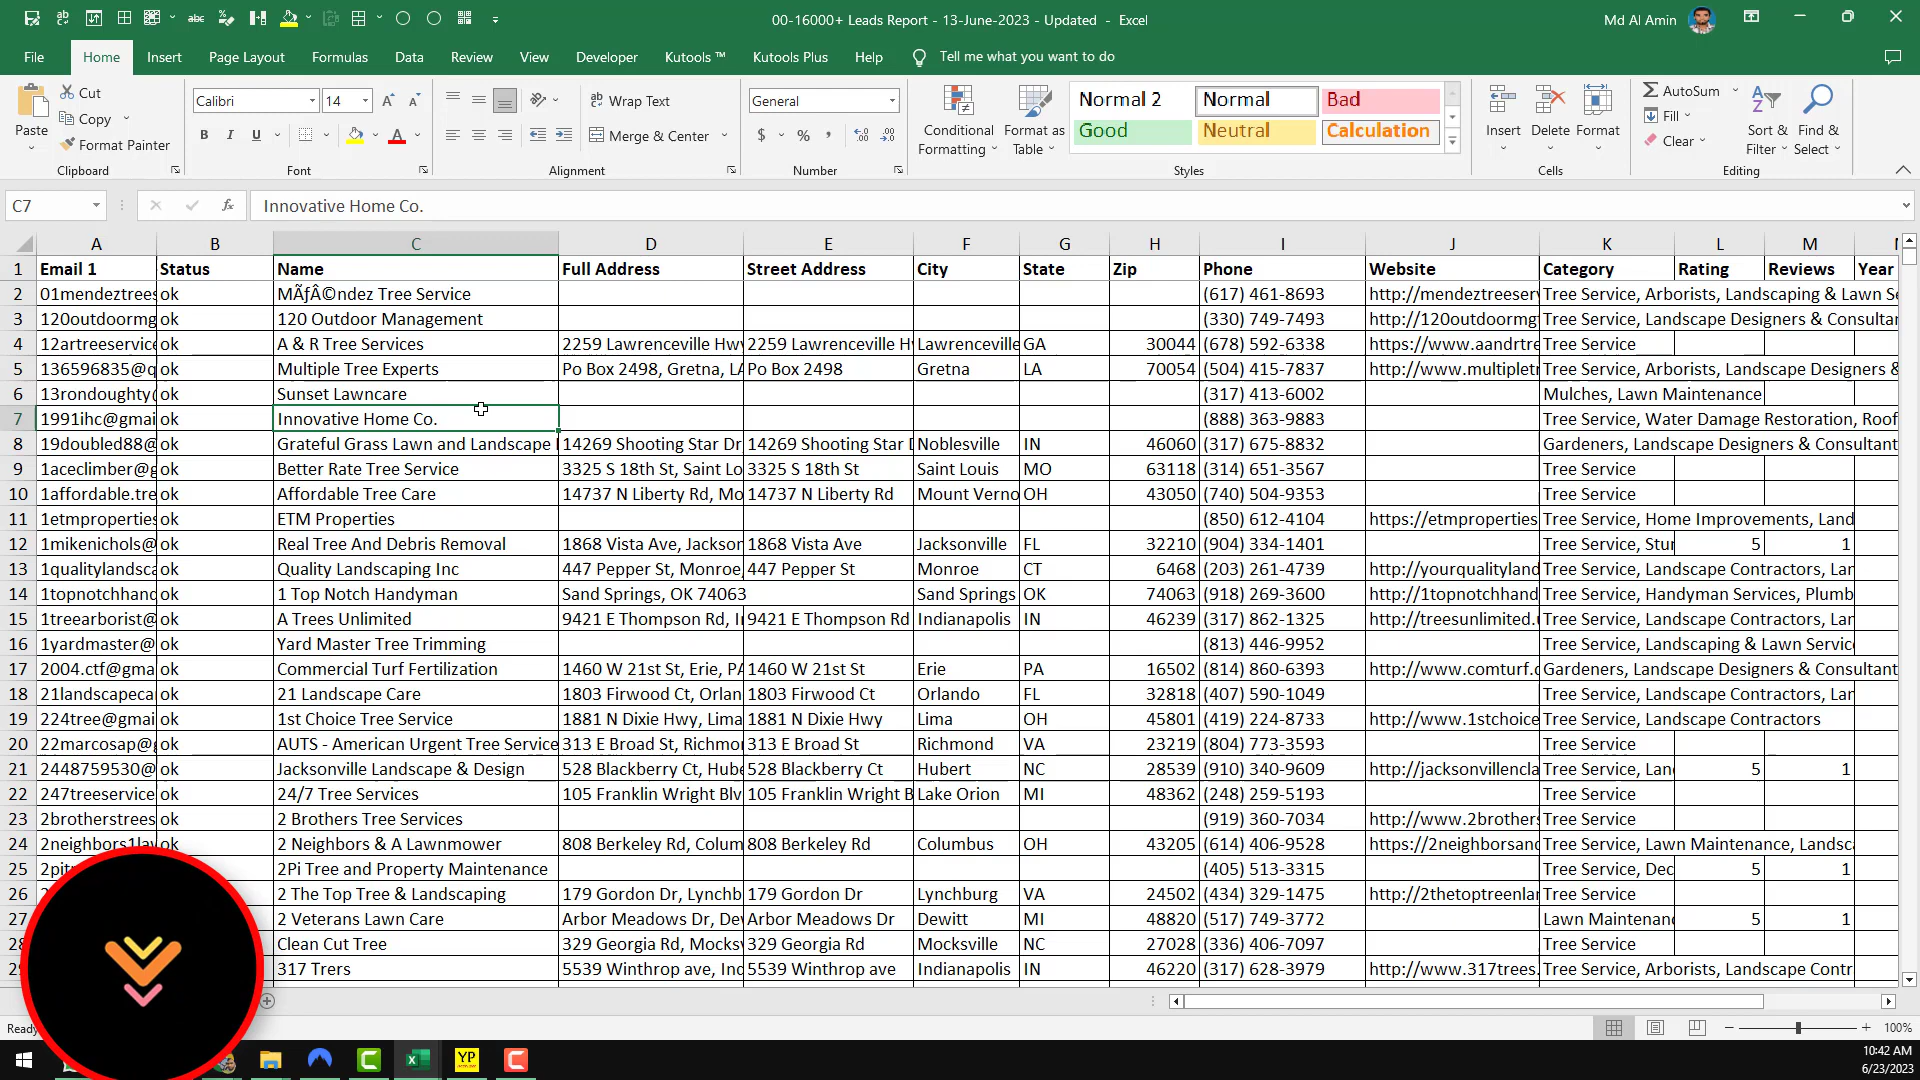 00-16000+ Leads Report - 13-June-2023 - Updated - Excel
Md Al Amin
File Home Insert Page Layout Formulas Data Review View Developer Kutools ™ Kutools Plus Help Tell me what you want to do
Paste Cut Copy Format Painter Clipboard
Calibri 14 B I U A Font
Wrap Text Merge & Center Alignment
General $ % Number
Conditional Formatting Format as Table
Normal 2 Normal Bad
Good Neutral Calculation
Styles
Insert Delete Format Cells
AutoSum Fill Clear Sort & Filter Find & Select Editing
C7 fx Innovative Home Co.
A B C D E F G H I J K L M
1 Email 1 Status Name Full Address Street Address City State Zip Phone Website Category Rating Reviews Year
2 01mendeztrees ok MÃƒÂ©ndez Tree Service (617) 461-8693 http://mendeztreeserv Tree Service, Arborists, Landscaping & Lawn Se
3 120outdoormg ok 120 Outdoor Management (330) 749-7493 http://120outdoormgt Tree Service, Landscape Designers & Consultan
4 12artreeservice ok A & R Tree Services 2259 Lawrenceville Hwy 2259 Lawrenceville H Lawrenceville GA 30044 (678) 592-6338 https://www.aandrtre Tree Service
5 136596835@q ok Multiple Tree Experts Po Box 2498, Gretna, LA Po Box 2498 Gretna LA 70054 (504) 415-7837 http://www.multipletr Tree Service, Arborists, Landscape Designers &
6 13rondoughty@ ok Sunset Lawncare (317) 413-6002 Mulches, Lawn Maintenance
7 1991ihc@gmai ok Innovative Home Co. (888) 363-9883 Tree Service, Water Damage Restoration, Roof
8 19doubled88@ ok Grateful Grass Lawn and Landscape 14269 Shooting Star Dr 14269 Shooting Star D Noblesville IN 46060 (317) 675-8832 Gardeners, Landscape Designers & Consultant
9 1aceclimber@g ok Better Rate Tree Service 3325 S 18th St, Saint Lo 3325 S 18th St Saint Louis MO 63118 (314) 651-3567 Tree Service
10 1affordable.tre ok Affordable Tree Care 14737 N Liberty Rd, Mo 14737 N Liberty Rd Mount Verno OH 43050 (740) 504-9353 Tree Service
11 1etmproperties ok ETM Properties (850) 612-4104 https://etmproperties Tree Service, Home Improvements, Land
12 1mikenichols@ ok Real Tree And Debris Removal 1868 Vista Ave, Jackson 1868 Vista Ave Jacksonville FL 32210 (904) 334-1401 Tree Service, Stur 5 1
13 1qualitylandsca ok Quality Landscaping Inc 447 Pepper St, Monroe, 447 Pepper St Monroe CT 6468 (203) 261-4739 http://yourqualityland Tree Service, Landscape Contractors, Lan
14 1topnotchhand ok 1 Top Notch Handyman Sand Springs, OK 74063 Sand Springs OK 74063 (918) 269-3600 http://1topnotchhand Tree Service, Handyman Services, Plumb
15 1treearborist@ ok A Trees Unlimited 9421 E Thompson Rd, I 9421 E Thompson Rd Indianapolis IN 46239 (317) 862-1325 http://treesunlimited.u Tree Service, Landscape Contractors, Lan
16 1yardmaster@ ok Yard Master Tree Trimming (813) 446-9952 Tree Service, Landscaping & Lawn Service
17 2004.ctf@gma ok Commercial Turf Fertilization 1460 W 21st St, Erie, PA 1460 W 21st St Erie PA 16502 (814) 860-6393 http://www.comturf.c Gardeners, Landscape Designers & Consultant
18 21landscapeca ok 21 Landscape Care 1803 Firwood Ct, Orlan 1803 Firwood Ct Orlando FL 32818 (407) 590-1049 Tree Service, Landscape Contractors, Lan
19 224tree@gmai ok 1st Choice Tree Service 1881 N Dixie Hwy, Lima 1881 N Dixie Hwy Lima OH 45801 (419) 224-8733 http://www.1stchoice Tree Service, Landscape Contractors
20 22marcosap@g ok AUTS - American Urgent Tree Service 313 E Broad St, Richmo 313 E Broad St Richmond VA 23219 (804) 773-3593 Tree Service
21 2448759530@ ok Jacksonville Landscape & Design 528 Blackberry Ct, Hube 528 Blackberry Ct Hubert NC 28539 (910) 340-9609 http://jacksonvillencla Tree Service, Lan 5 1
22 247treeservice ok 24/7 Tree Services 105 Franklin Wright Blv 105 Franklin Wright B Lake Orion MI 48362 (248) 259-5193 Tree Service
23 2brotherstrees ok 2 Brothers Tree Services (919) 360-7034 http://www.2brothers Tree Service
24 2neighbors1law ok 2 Neighbors & A Lawnmower 808 Berkeley Rd, Colum 808 Berkeley Rd Columbus OH 43205 (614) 406-9528 https://2neighborsand Tree Service, Lawn Maintenance, Landsca
25 2pitr 2Pi Tree and Property Maintenance (405) 513-3315 Tree Service, Dec 5 1
26 2 The Top Tree & Landscaping 179 Gordon Dr, Lynchb 179 Gordon Dr Lynchburg VA 24502 (434) 329-1475 http://2thetoptreenlan Tree Service
27 2 Veterans Lawn Care Arbor Meadows Dr, Dew Arbor Meadows Dr Dewitt MI 48820 (517) 749-3772 Lawn Maintenanc 5 1
28 Clean Cut Tree 329 Georgia Rd, Mocksv 329 Georgia Rd Mocksville NC 27028 (336) 406-7097 Tree Service
29 317 Trers 5539 Winthrop ave, Ind 5539 Winthrop ave Indianapolis IN 46220 (317) 628-3979 http://www.317trees. Tree Service, Arborists, Landscape Contr
Ready 100%
YP
10:42 AM
6/23/2023